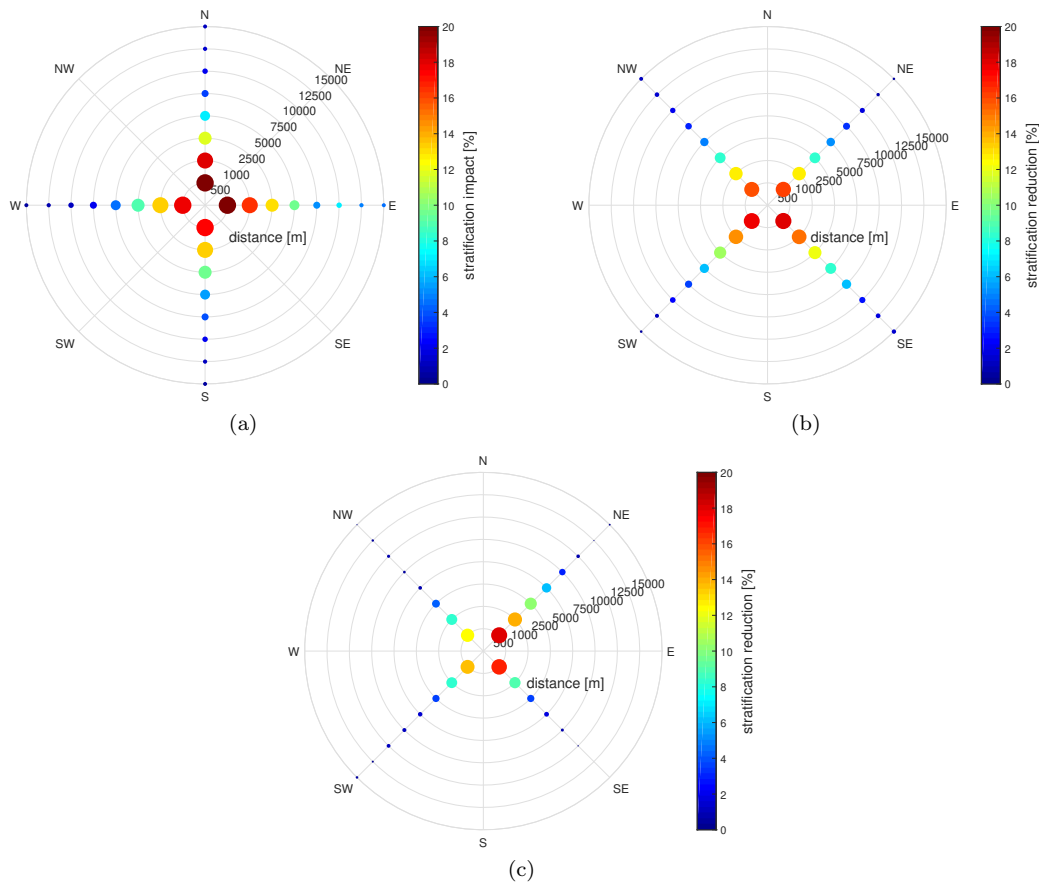 N
NW
NE
W
E
SW
SE
S
500
1000
2500
5000
7500
10000
12500
15000
distance [m]
0
2
4
6
8
10
12
14
16
18
20
stratification impact [%]
(a)
N
NW
NE
W
E
SW
SE
S
500
1000
2500
5000
7500
10000
12500
15000
distance [m]
0
2
4
6
8
10
12
14
16
18
20
stratification reduction [%]
(b)
N
NW
NE
W
E
SW
SE
S
500
1000
2500
5000
7500
10000
12500
15000
distance [m]
0
2
4
6
8
10
12
14
16
18
20
stratification reduction [%]
(c)